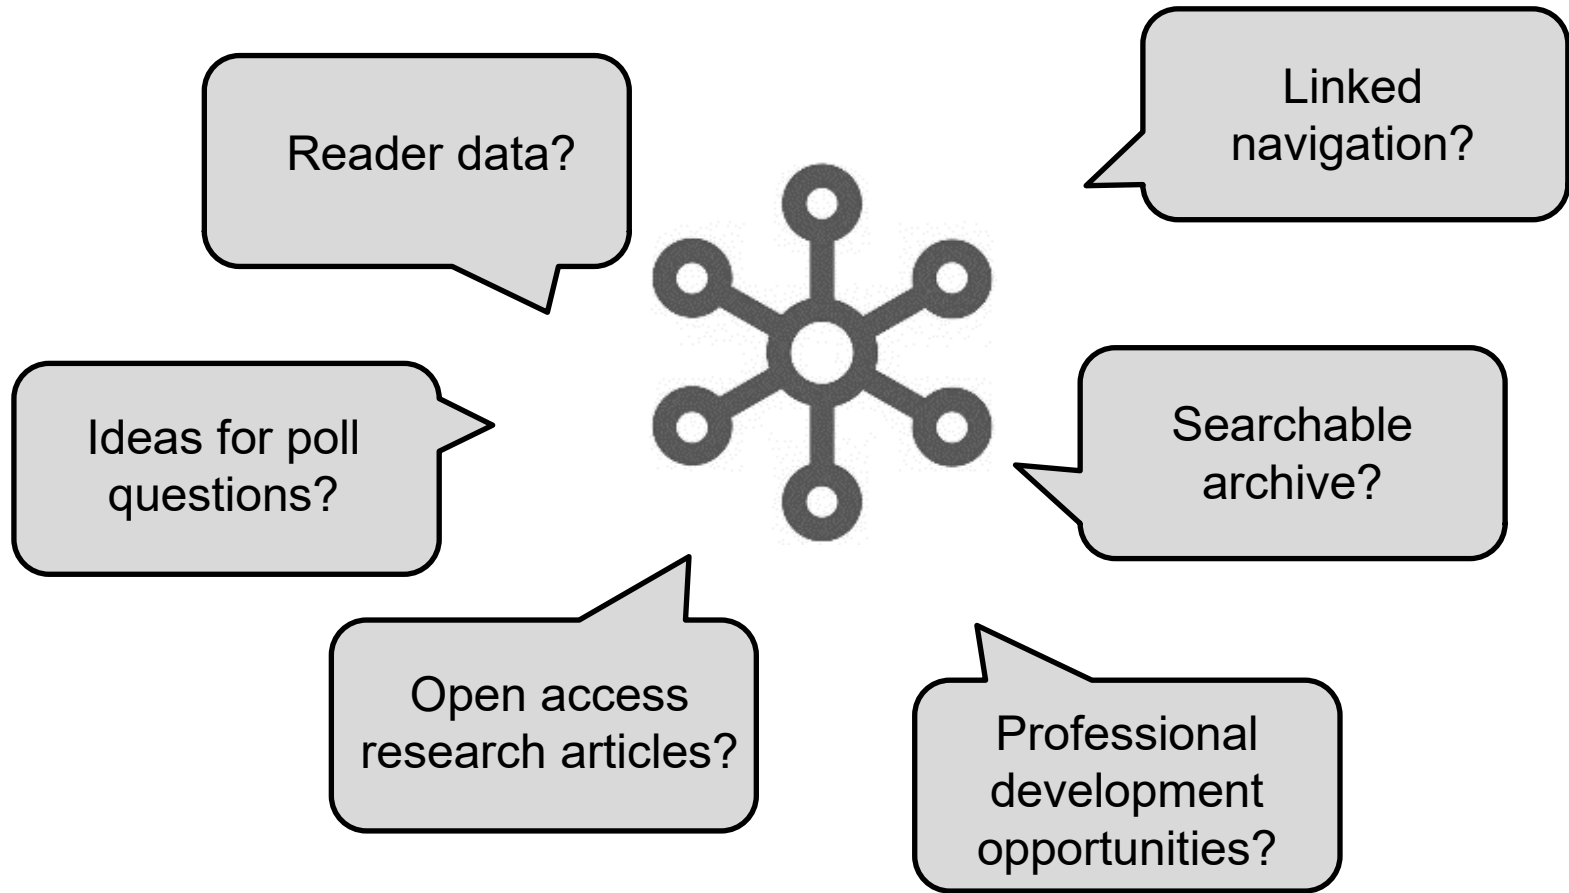 Reader data?
Linked
navigation?
Ideas for poll
questions?
Searchable
archive?
Open access
research articles?
Professional
development
opportunities?